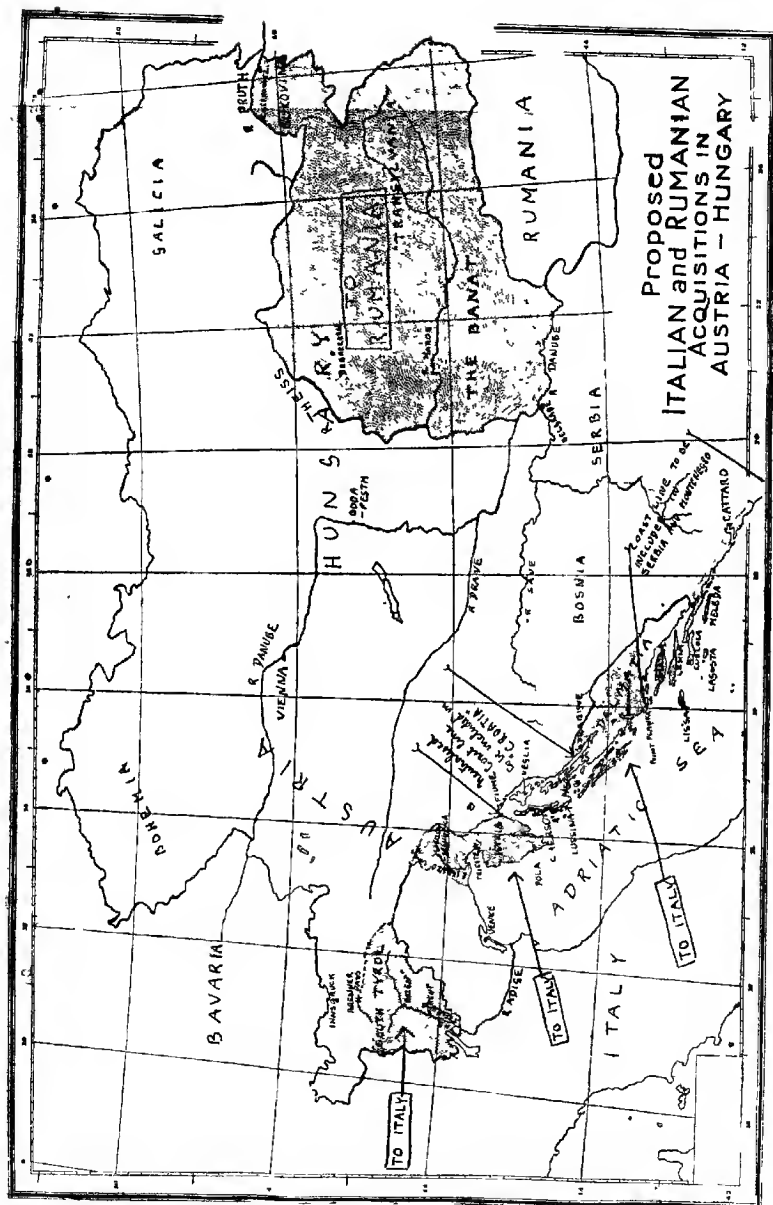 Proposed
ITALIAN and RUMANIAN
ACQUISITIONS IN
AUSTRIA - HUNGARY
BAVARIA
BOHEMIA
GALICIA
R PRUTH
R. DANUBE
VIENNA
AUSTRIA
HUNGARY
R THEISS
BUDA
-PESTH
TO
RUMANIA
TRANSYLVANIA
THE BANAT
RUMANIA
R DANUBE
SERBIA
INNSBRUCK
SOUTH TYROL
TO ITALY
VENICE
R ADIGE
R DRAVE
R SAVE
BOSNIA
CROATIA
POLA
VEGLIA
TO ITALY
TO ITALY
ADRIATIC
SEA
ITALY
COAST LINE TO BE
INCLUDED IN
SERBIA AND MONTENEGRO
CATTARO
LISSA
LESINA
CURZOLA
LAGOSTA
MELEDA